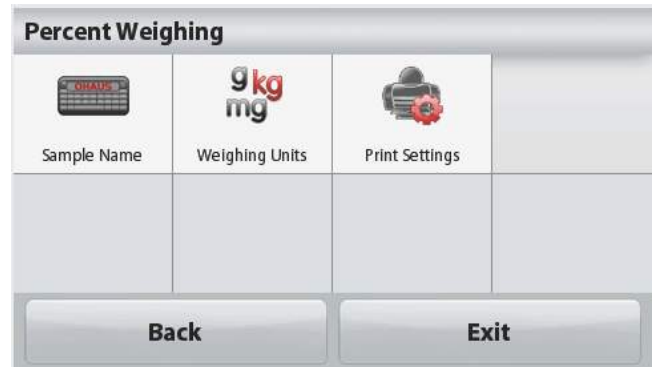 Percent Weighing
OHAUS
g kg
mg
Sample Name
Weighing Units
Print Settings
Back
Exit